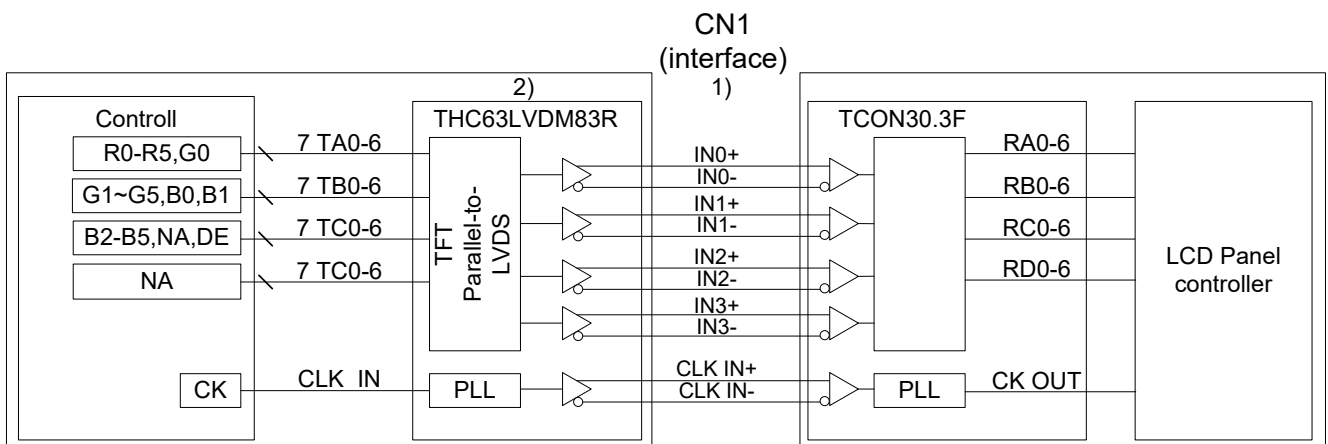 CN1
(interface)
1)
2)
Controll
THC63LVDM83R
TCON30.3F
R0-R5,G0
7 TA0-6
G1~G5,B0,B1
7 TB0-6
B2-B5,NA,DE
7 TC0-6
NA
7 TC0-6
CK
CLK IN
TFT
Parallel-to-
LVDS
PLL
IN0+
IN0-
IN1+
IN1-
IN2+
IN2-
IN3+
IN3-
CLK IN+
CLK IN-
PLL
RA0-6
RB0-6
RC0-6
RD0-6
CK OUT
LCD Panel
controller